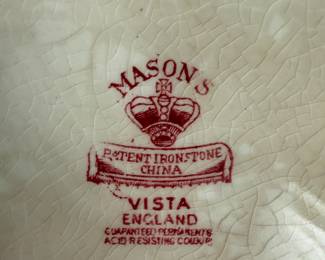 MASON'S
PATENT IRONSTONE
CHINA
VISTA
ENGLAND
GUARANTEED PERMANENT &
ACID RESISTING COLOUR